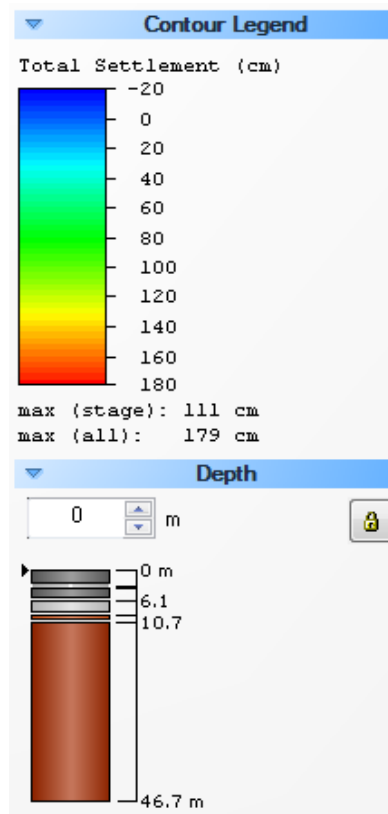 Contour Legend
Total Settlement (cm)
-20
0
20
40
60
80
100
120
140
160
180
max (stage): 111 cm
max (all): 179 cm
Depth
0 m
0 m
6.1
10.7
46.7 m